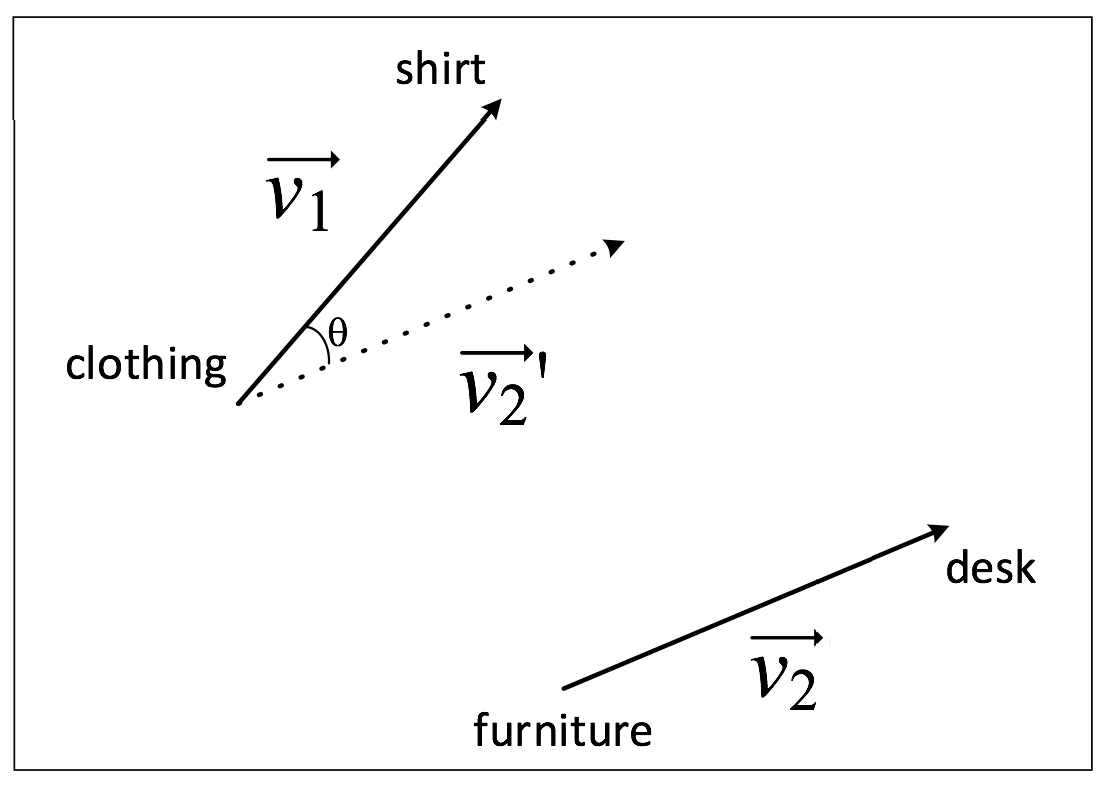 shirt
v₁
θ
clothing
v₂'
desk
v₂
furniture